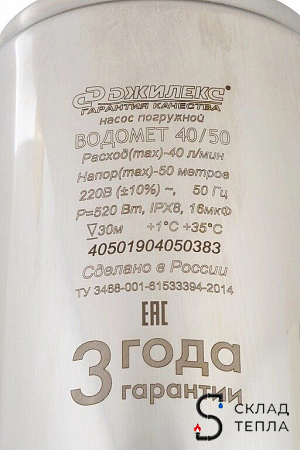 ДЖИЛЕКС®
ГАРАНТИЯ КАЧЕСТВА
насос погружной
ВОДОМЕТ 40/50
Расход(max)-40 л/мин
Напор(max)-50 метров
220В (±10%) ~, 50 Гц
P=520 Вт, IPX8, 16мкФ
▽30м +1°C +35°C
40501904050383
Сделано в России
ТУ 3468-001-61533394-2014
EAC
3 года
гарантии
СКЛАД
ТЕПЛА